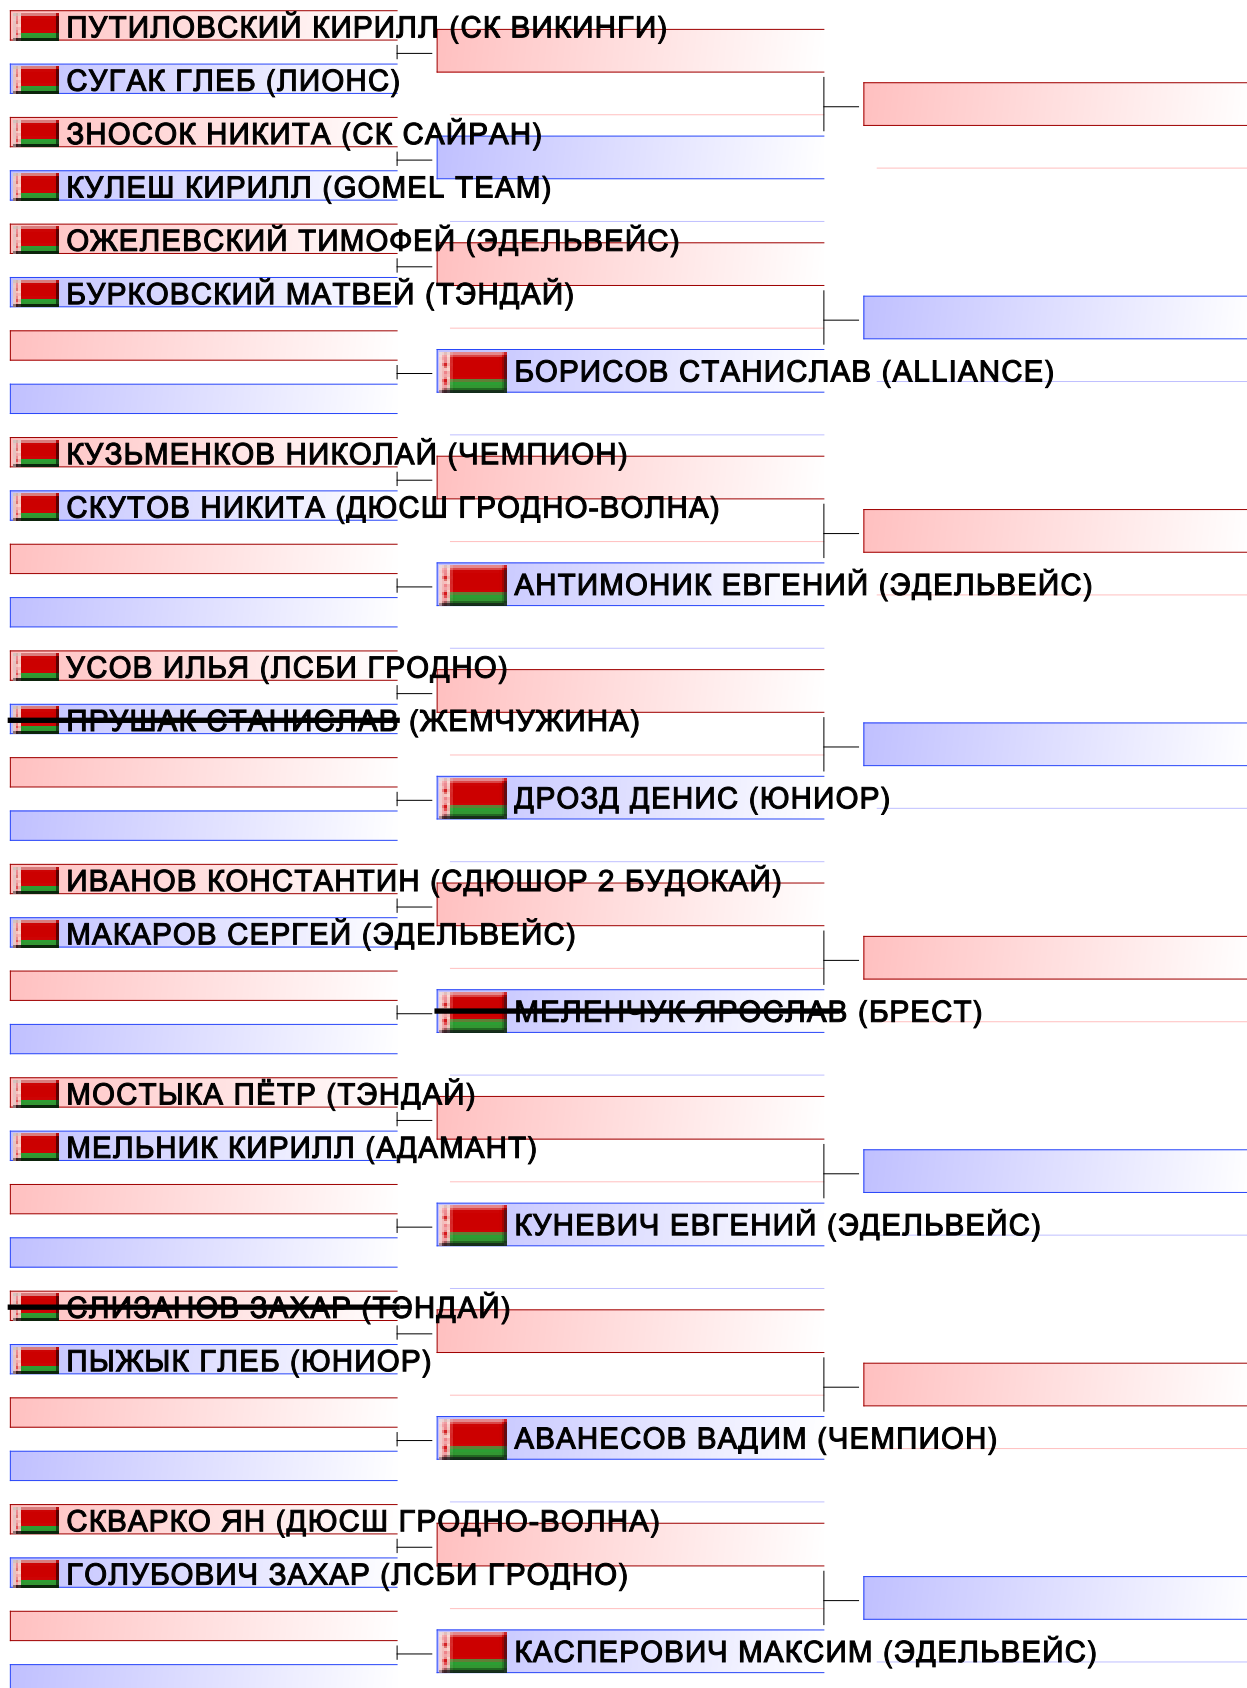 ПУТИЛОВСКИЙ КИРИЛЛ (СК ВИКИНГИ)
СУГАК ГЛЕБ (ЛИОНС)
ЗНОСОК НИКИТА (СК САЙРАН)
КУЛЕШ КИРИЛЛ (GOMEL TEAM)
ОЖЕЛЕВСКИЙ ТИМОФЕЙ (ЭДЕЛЬВЕЙС)
БУРКОВСКИЙ МАТВЕЙ (ТЭНДАЙ)
БОРИСОВ СТАНИСЛАВ (ALLIANCE)
КУЗЬМЕНКОВ НИКОЛАЙ (ЧЕМПИОН)
СКУТОВ НИКИТА (ДЮСШ ГРОДНО-ВОЛНА)
АНТИМОНИК ЕВГЕНИЙ (ЭДЕЛЬВЕЙС)
УСОВ ИЛЬЯ (ЛСБИ ГРОДНО)
ПРУШАК СТАНИСЛАВ (ЖЕМЧУЖИНА)
ДРОЗД ДЕНИС (ЮНИОР)
ИВАНОВ КОНСТАНТИН (СДЮШОР 2 БУДОКАЙ)
МАКАРОВ СЕРГЕЙ (ЭДЕЛЬВЕЙС)
МЕЛЕНЧУК ЯРОСЛАВ (БРЕСТ)
МОСТЫКА ПЁТР (ТЭНДАЙ)
МЕЛЬНИК КИРИЛЛ (АДАМАНТ)
КУНЕВИЧ ЕВГЕНИЙ (ЭДЕЛЬВЕЙС)
СЛИЗАНОВ ЗАХАР (ТЭНДАЙ)
ПЫЖЫК ГЛЕБ (ЮНИОР)
АВАНЕСОВ ВАДИМ (ЧЕМПИОН)
СКВАРКО ЯН (ДЮСШ ГРОДНО-ВОЛНА)
ГОЛУБОВИЧ ЗАХАР (ЛСБИ ГРОДНО)
КАСПЕРОВИЧ МАКСИМ (ЭДЕЛЬВЕЙС)